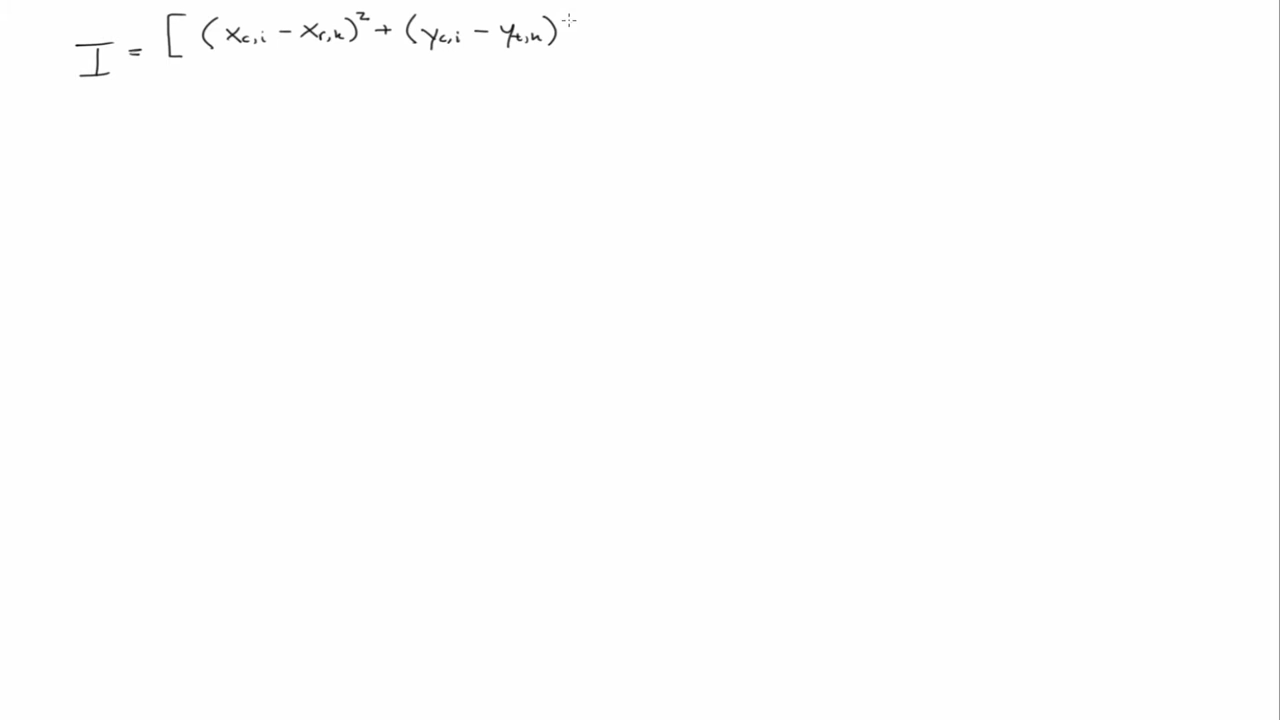 I = [ (x_{c,i} - x_{r,k})^2 + (y_{c,i} - y_{t,k})